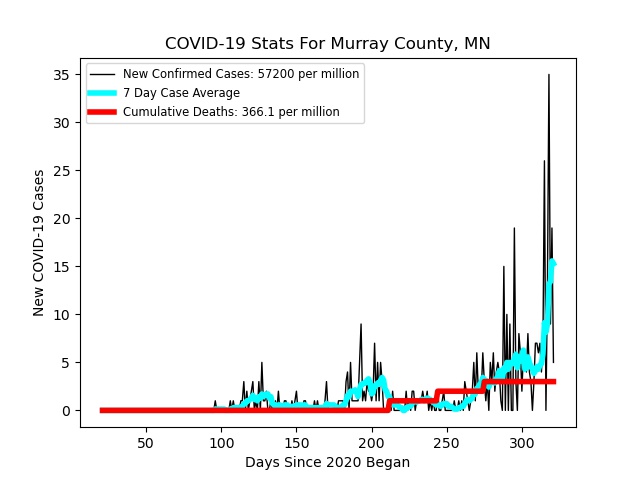 COVID-19 Stats For Murray County, MN
New Confirmed Cases: 57200 per million
7 Day Case Average
Cumulative Deaths: 366.1 per million
New COVID-19 Cases
35
30
25
20
15
10
5
0
50 100 150 200 250 300
Days Since 2020 Began